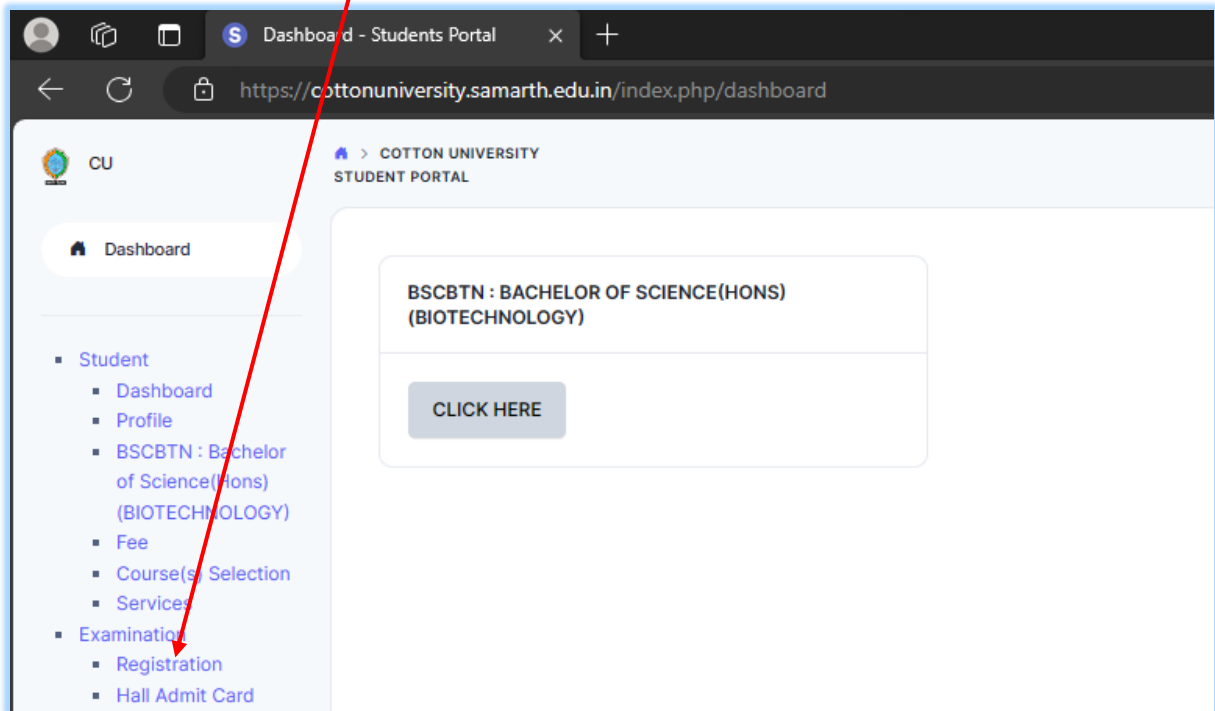 S Dashboard - Students Portal
https://cottonuniversity.samarth.edu.in/index.php/dashboard
CU
> COTTON UNIVERSITY
STUDENT PORTAL
Dashboard
BSCBTN : BACHELOR OF SCIENCE(HONS)
(BIOTECHNOLOGY)
CLICK HERE
Student
Dashboard
Profile
BSCBTN : Bachelor
of Science(Hons)
(BIOTECHNOLOGY)
Fee
Course(s) Selection
Services
Examination
Registration
Hall Admit Card